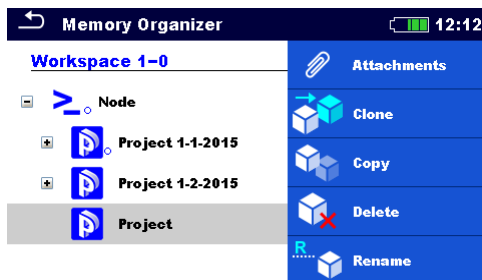 Memory Organizer
12:12
Workspace 1-0
Node
Project 1-1-2015
Project 1-2-2015
Project
Attachments
Clone
Copy
Delete
R
Rename